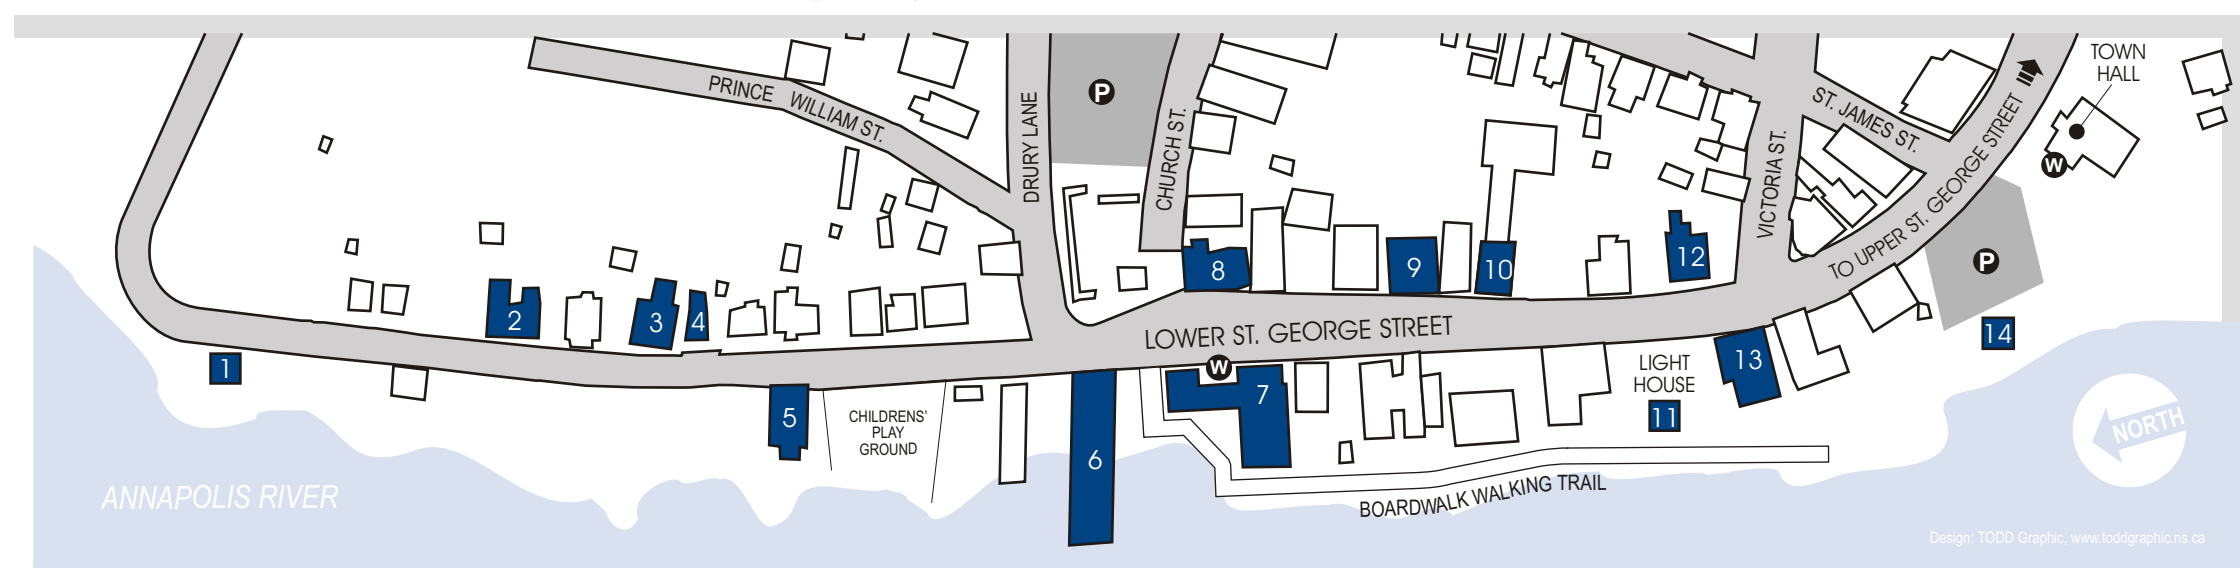 TOWN
HALL
PRINCE WILLIAM ST.
DRURY LANE
P
CHURCH ST.
VICTORIA ST.
ST. JAMES ST.
TO UPPER ST. GEORGE STREET
W
P
LOWER ST. GEORGE STREET
W
1
2
3
4
5
6
7
8
9
10
LIGHT
HOUSE
11
12
13
14
CHILDRENS'
PLAY
GROUND
BOARDWALK WALKING TRAIL
ANNAPOLIS RIVER
NORTH
Design: TODD Graphic, www.toddgraphic.ns.ca